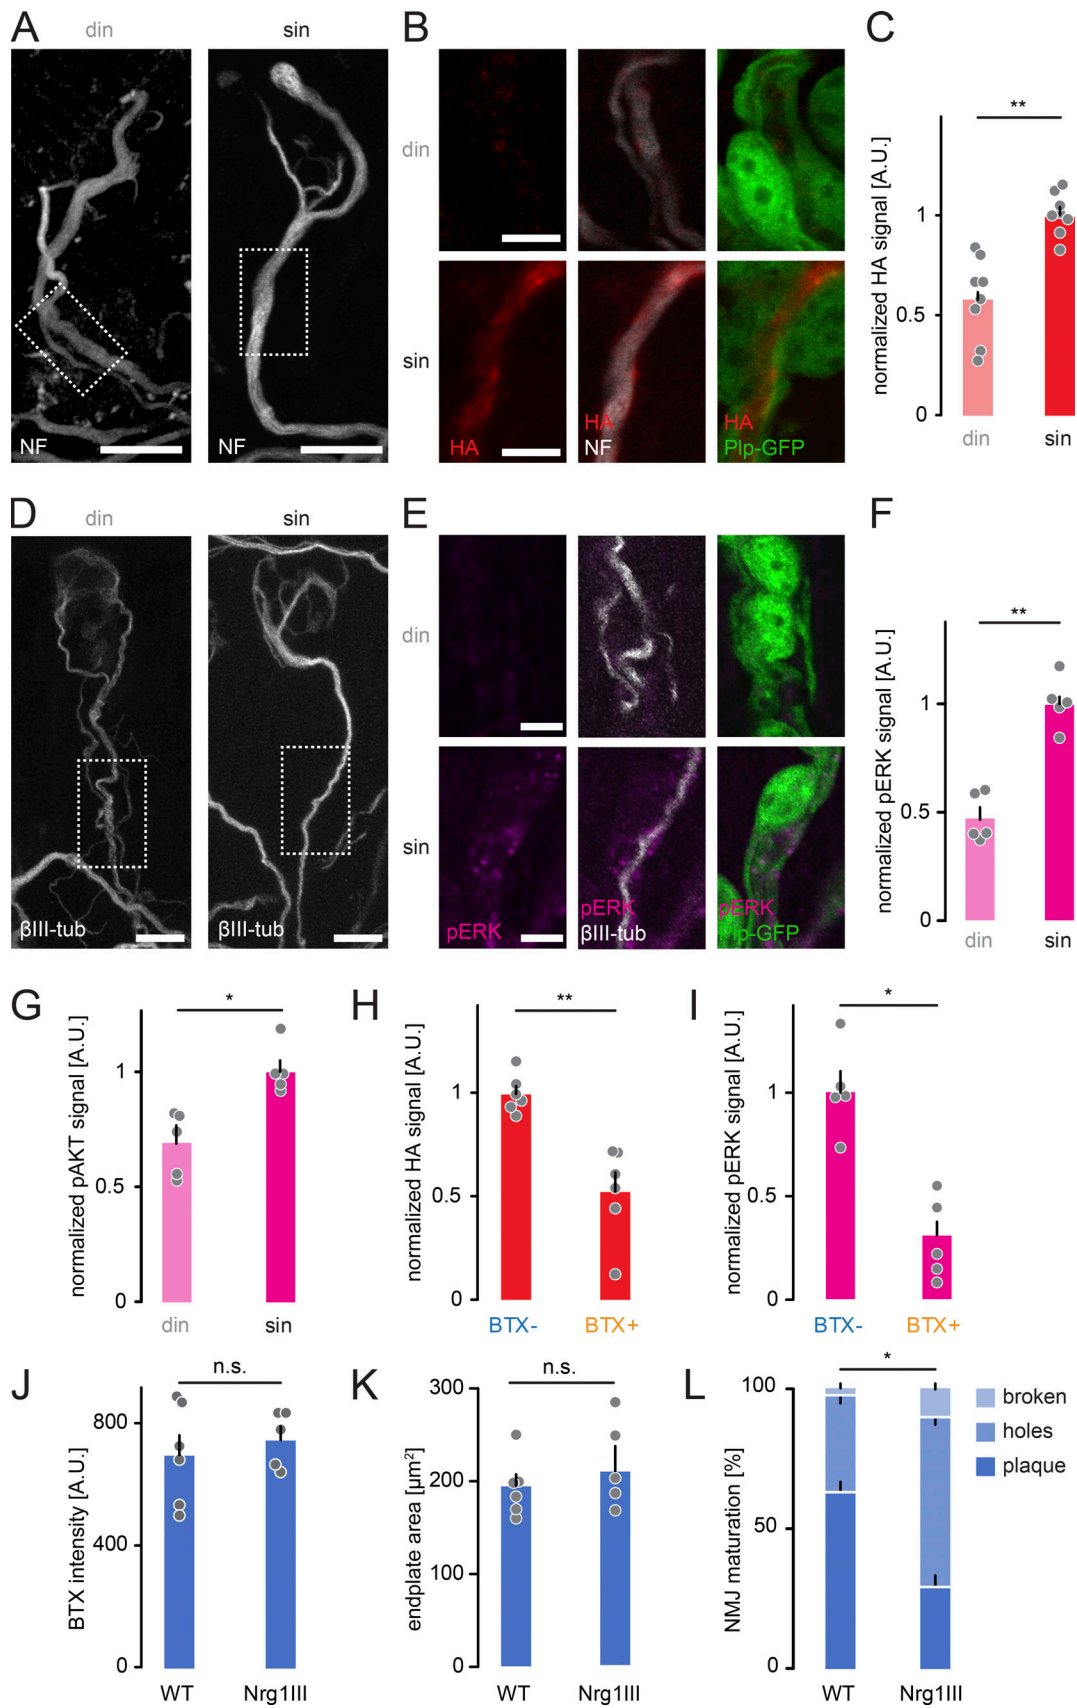 A
din
sin
NF
NF
B
din
sin
HA
HA
NF
HA
Plp-GFP
C
normalized HA signal [A.U.]
**
1
0.5
0
din
sin
D
din
sin
βIII-tub
βIII-tub
E
din
sin
pERK
pERK
βIII-tub
pERK
Plp-GFP
F
normalized pERK signal [A.U.]
**
1
0.5
0
din
sin
G
normalized pAKT signal [A.U.]
*
1
0.5
0
din
sin
H
normalized HA signal [A.U.]
**
1
0.5
0
BTX-
BTX+
I
normalized pERK signal [A.U.]
*
1
0.5
0
BTX-
BTX+
J
BTX intensity [A.U.]
n.s.
800
400
0
WT
Nrg1III
K
endplate area [µm²]
n.s.
300
200
100
0
WT
Nrg1III
L
NMJ maturation [%]
*
100
50
0
WT
Nrg1III
broken
holes
plaque